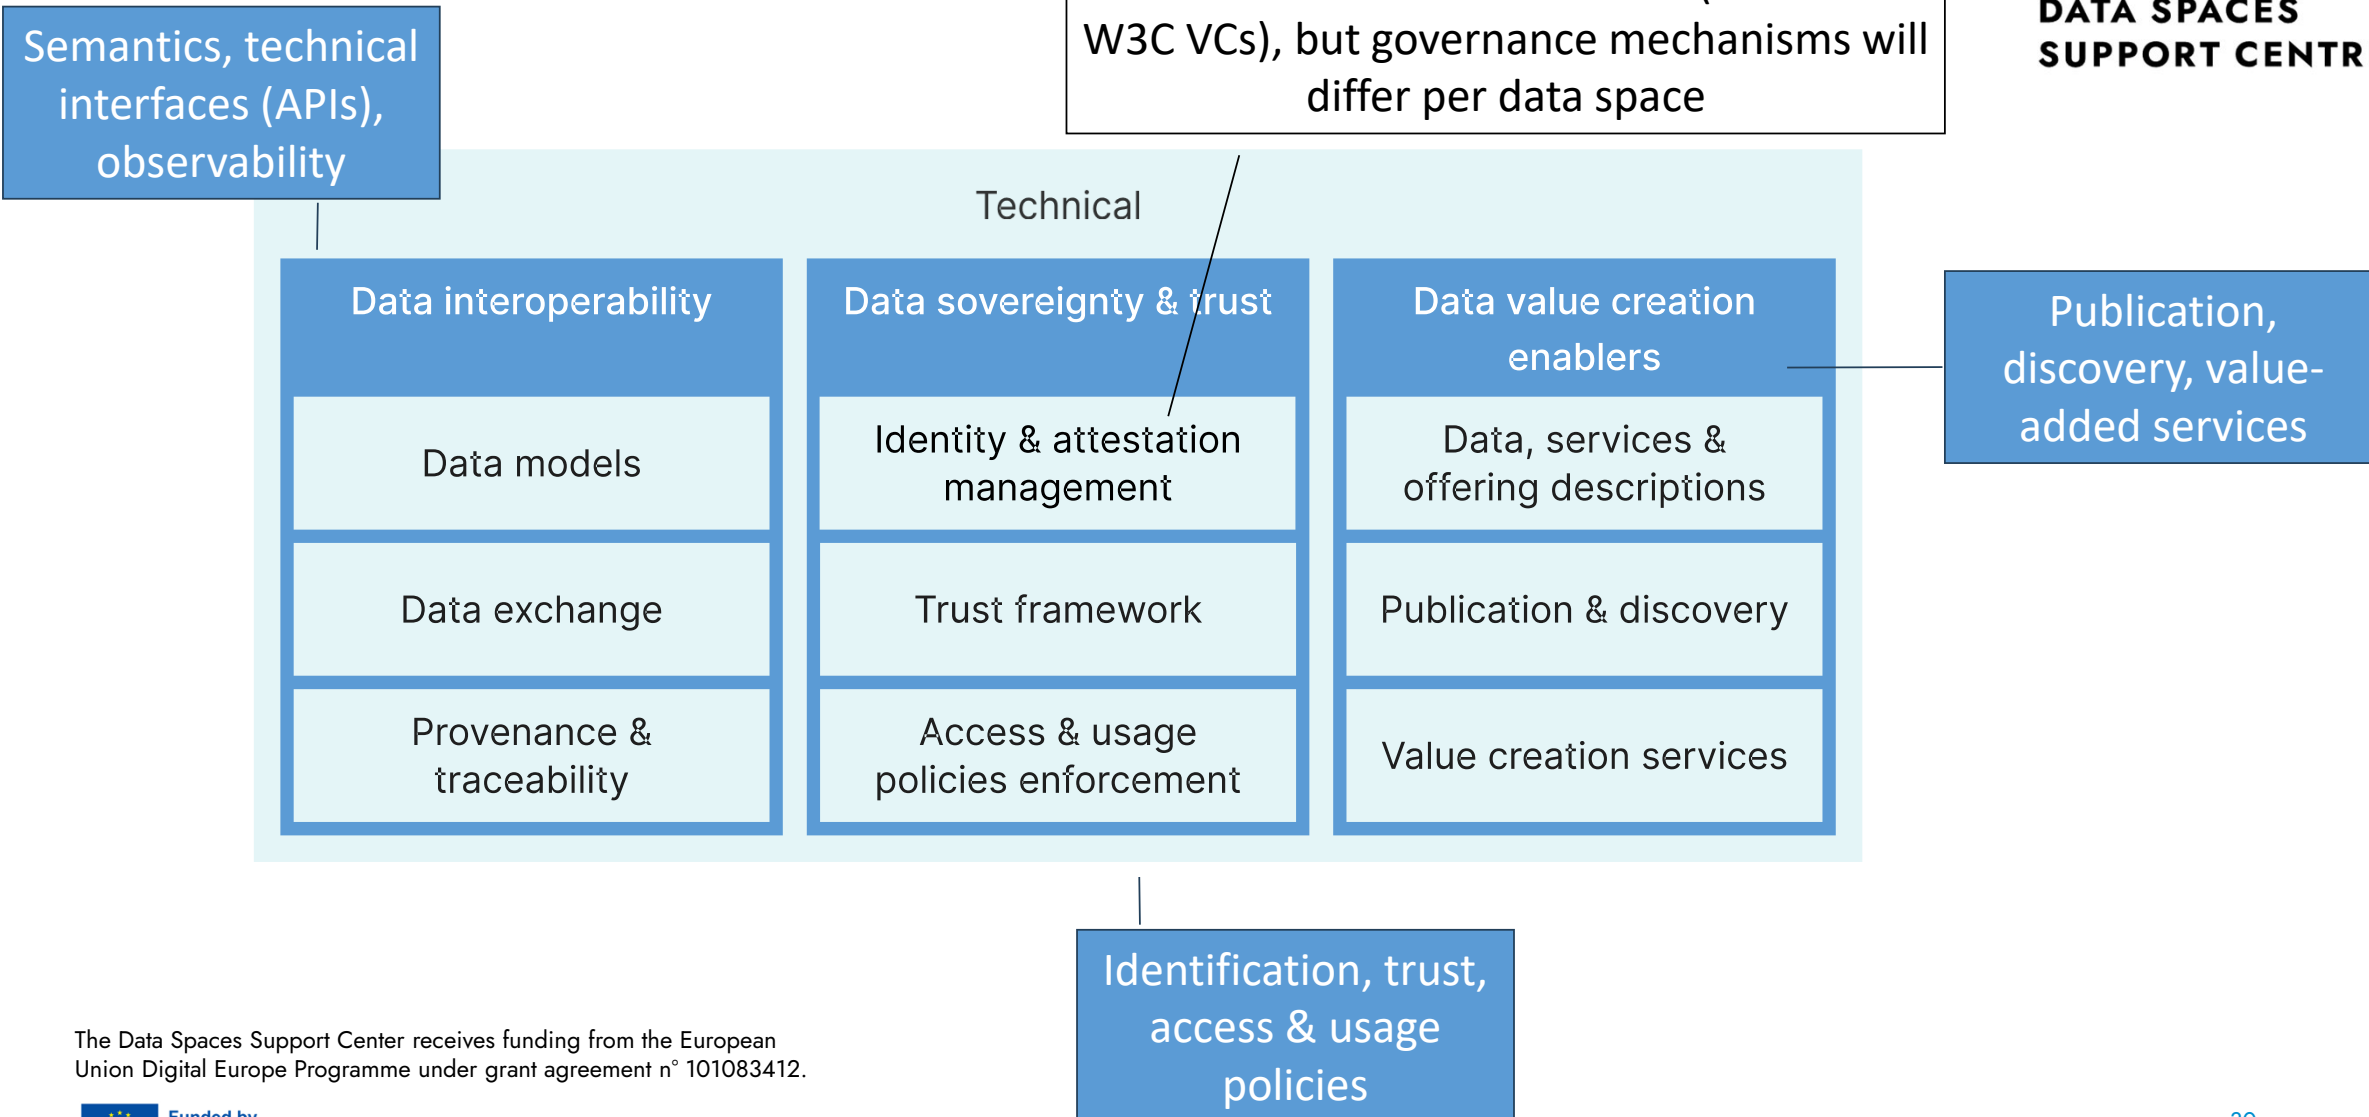 DATA SPACES
SUPPORT CENTR
Semantics, technical
interfaces (APIs),
observability
W3C VCs), but governance mechanisms will
differ per data space
Technical
Data interoperability
Data models
Data exchange
Provenance &
traceability
Data sovereignty & trust
Identity & attestation
management
Trust framework
Access & usage
policies enforcement
Data value creation
enablers
Data, services &
offering descriptions
Publication & discovery
Value creation services
Publication,
discovery, value-
added services
Identification, trust,
access & usage
policies
The Data Spaces Support Center receives funding from the European
Union Digital Europe Programme under grant agreement n° 101083412.
Funded by